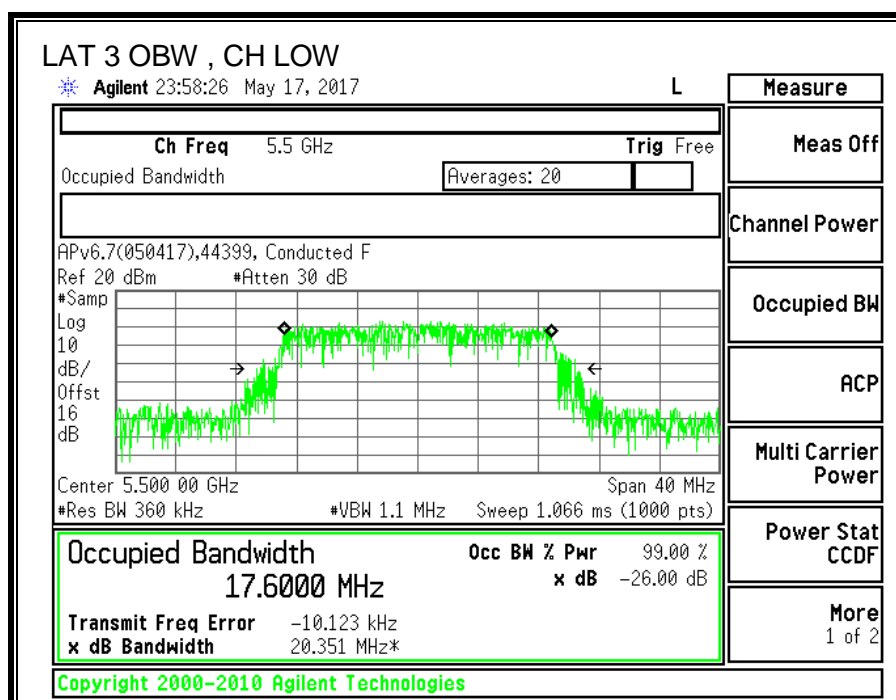 LAT 3 OBW , CH LOW
Agilent 23:58:26 May 17, 2017 L
Measure
Ch Freq 5.5 GHz Trig Free
Meas Off
Occupied Bandwidth Averages: 20
Channel Power
APv6.7(050417),44399, Conducted F
Ref 20 dBm #Atten 30 dB
#Samp
Log
10
dB/
Offst
16
dB
Occupied BW
ACP
Multi Carrier
Power
Center 5.500 00 GHz Span 40 MHz
#Res BW 360 kHz #VBW 1.1 MHz Sweep 1.066 ms (1000 pts)
Power Stat
CCDF
Occupied Bandwidth Occ BW % Pwr 99.00 %
17.6000 MHz x dB -26.00 dB
Transmit Freq Error -10.123 kHz
x dB Bandwidth 20.351 MHz*
More
1 of 2
Copyright 2000-2010 Agilent Technologies